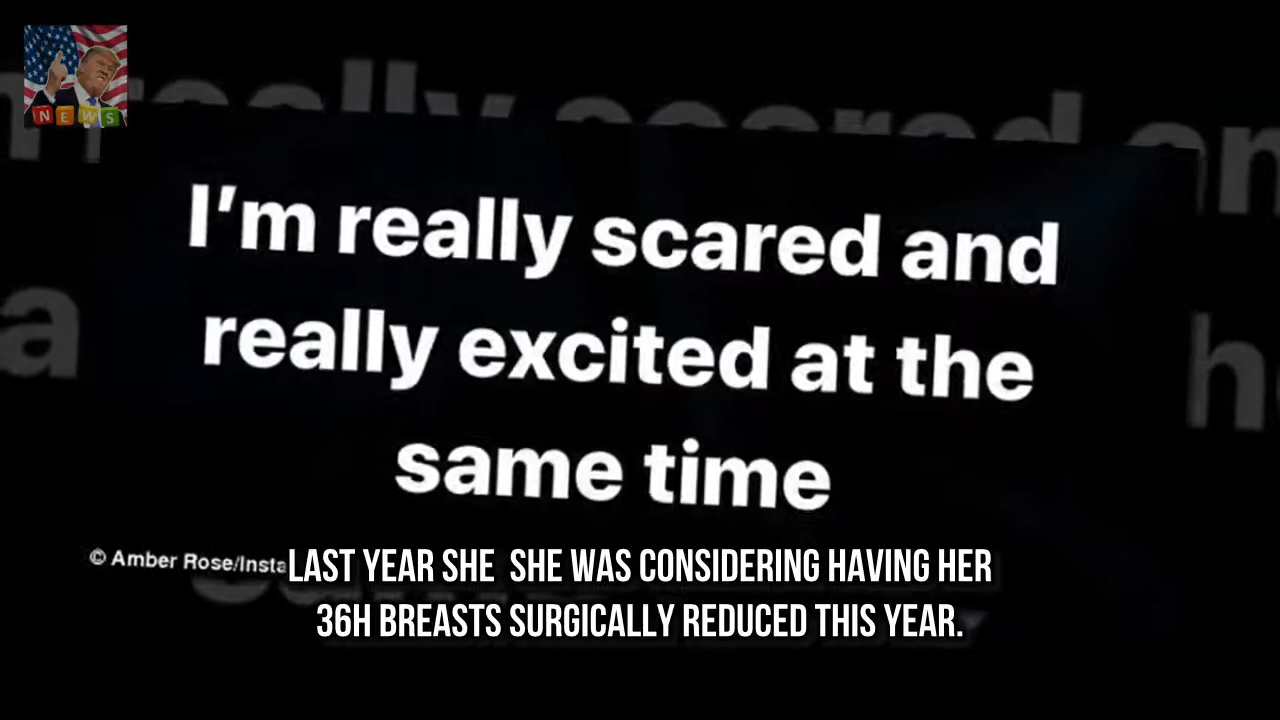 NEWS
I’m really scared and
really excited at the
same time
© Amber Rose/Insta
LAST YEAR SHE  SHE WAS CONSIDERING HAVING HER
36H BREASTS SURGICALLY REDUCED THIS YEAR.